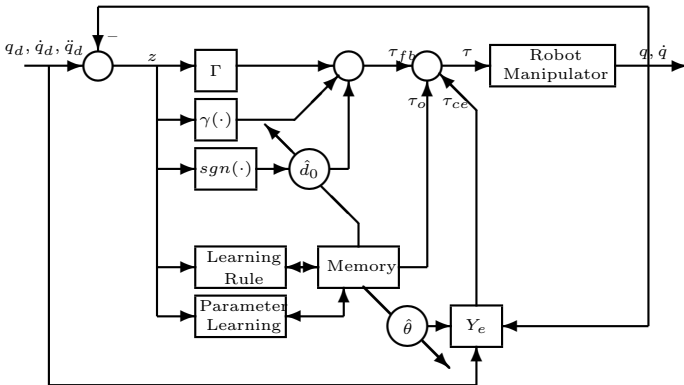 q_d, q̇_d, q̈_d
−
z
Γ
τ_fb
τ
Robot
Manipulator
q, q̇
γ(·)
τ_o
τ_ce
sgn(·)
d̂_0
Learning
Rule
Memory
Parameter
Learning
θ̂
Y_e